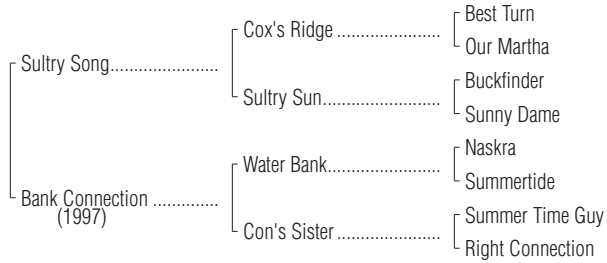 Best Turn
Cox's Ridge ......................
Our Martha
Sultry Song.......................
Buckfinder
Sultry Sun.........................
Sunny Dame
Naskra
Water Bank........................
Summertide
Bank Connection ..............
(1997)
Summer Time Guy
Con's Sister ......................
Right Connection